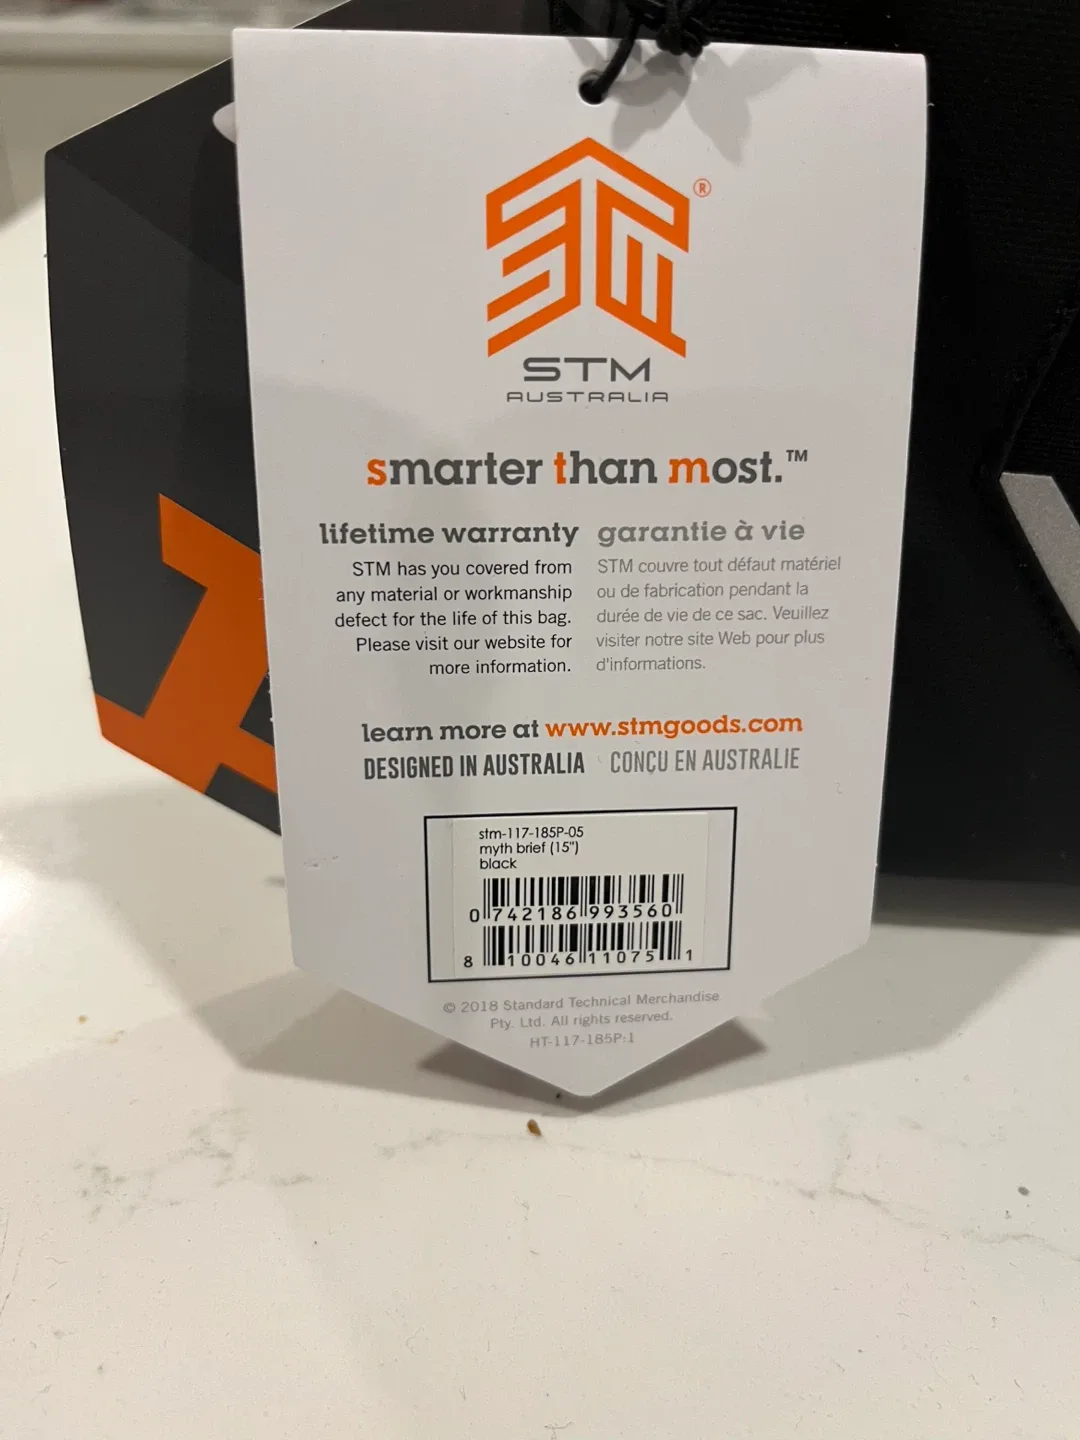 ®
STM
AUSTRALIA
smarter than most.™
lifetime warranty
STM has you covered from
any material or workmanship
defect for the life of this bag.
Please visit our website for
more information.
garantie à vie
STM couvre tout défaut matériel
ou de fabrication pendant la
durée de vie de ce sac. Veuillez
visiter notre site Web pour plus
d'informations.
learn more at www.stmgoods.com
DESIGNED IN AUSTRALIA CONÇU EN AUSTRALIE
stm-117-185P-05
myth brief (15")
black
0 742186 993560
8 10046 11075 1
© 2018 Standard Technical Merchandise
Pty. Ltd. All rights reserved.
HT-117-185P:1